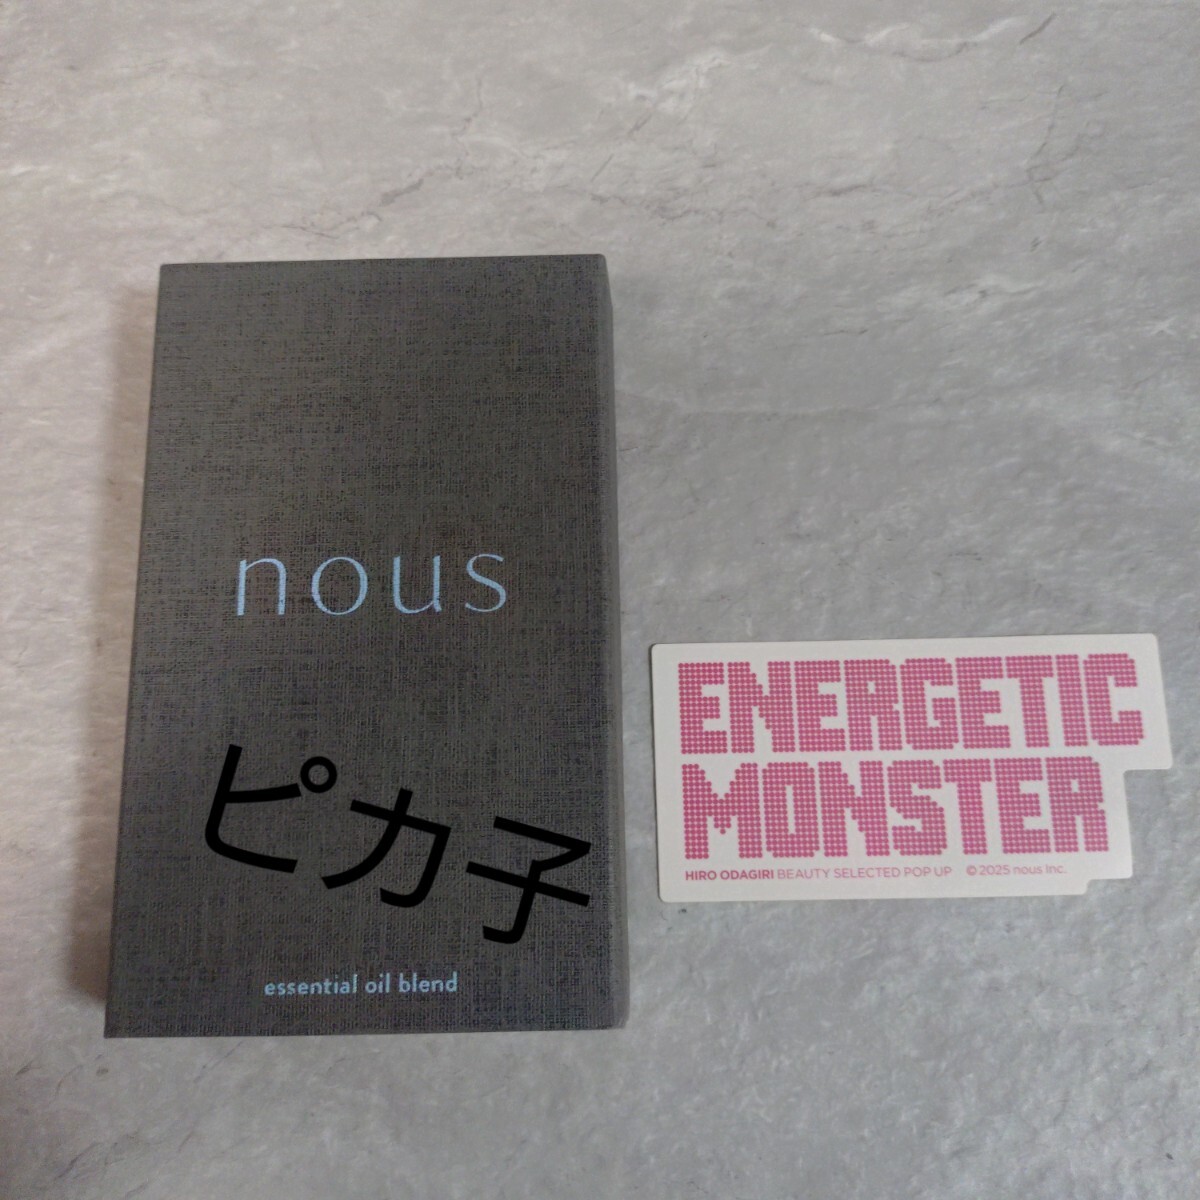 nous
ピカ子
essential oil blend
ENERGETIC
MONSTER
HIRO ODAGIRI BEAUTY SELECTED POP UP © 2025 nous Inc.